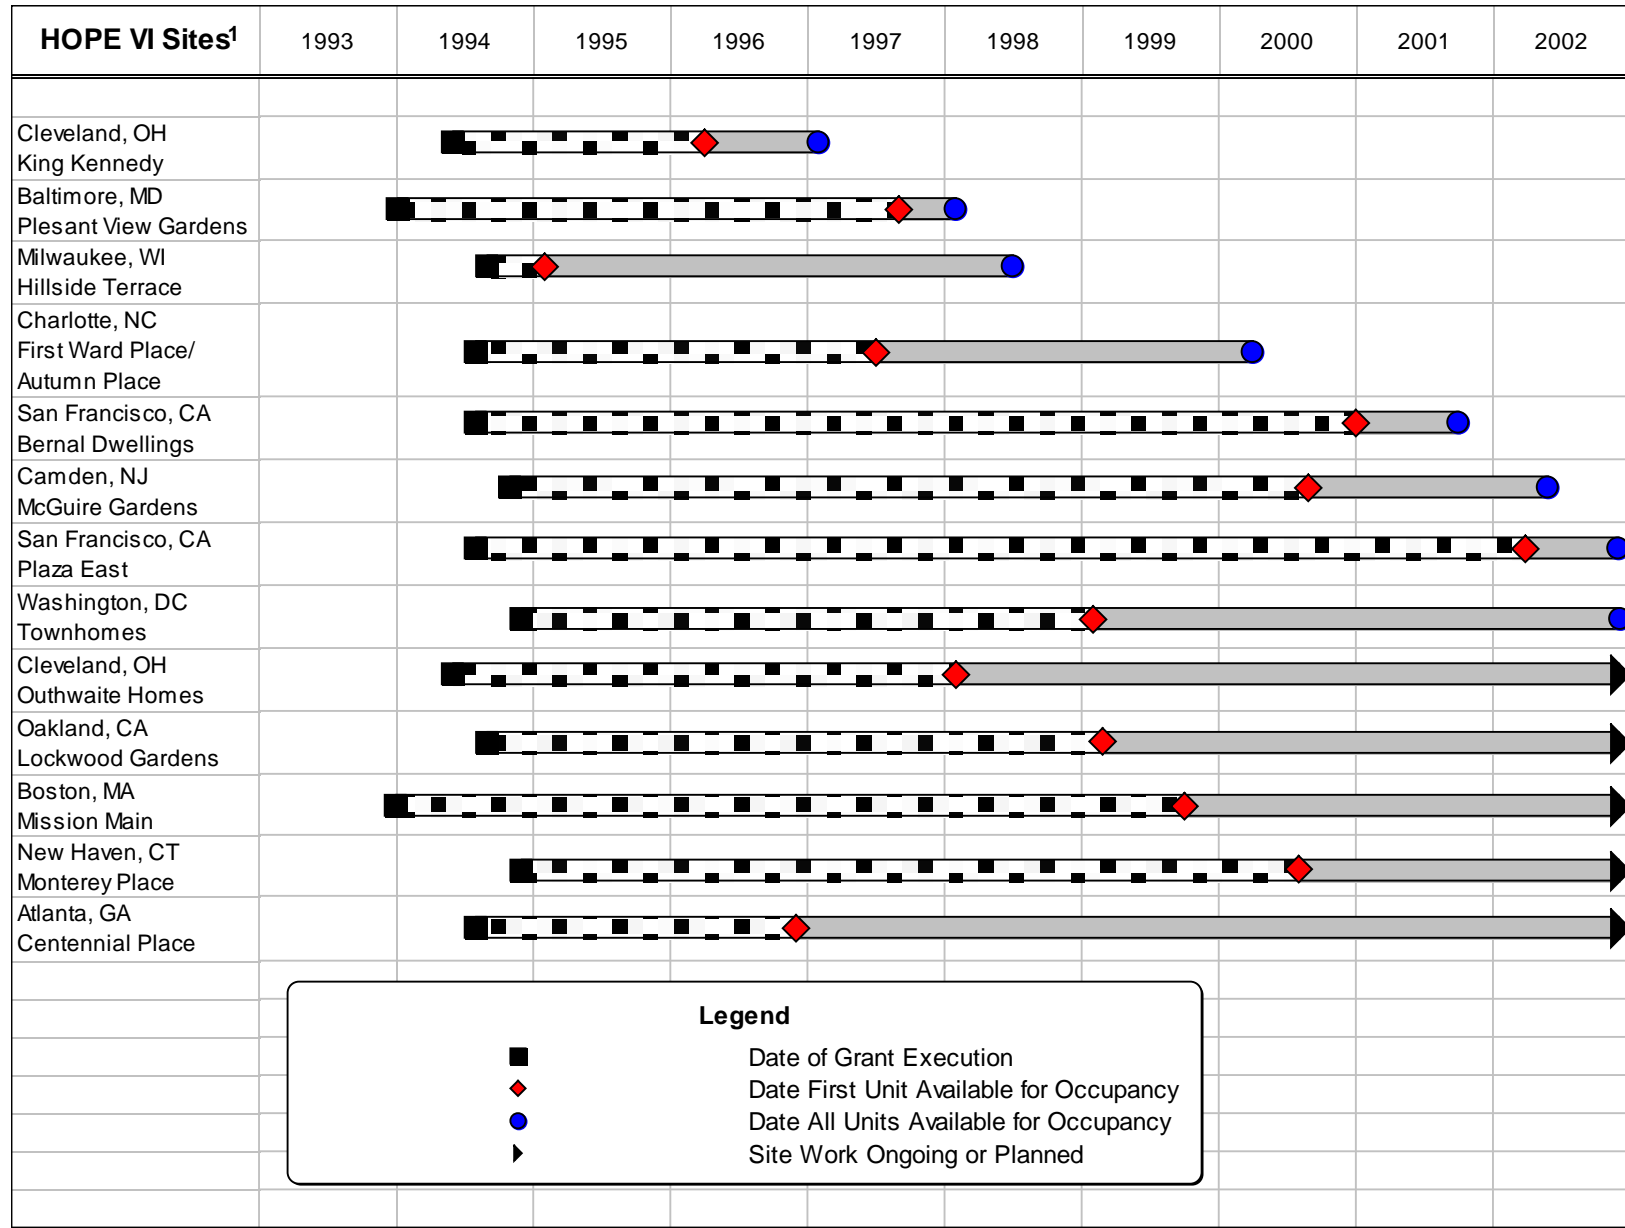 HOPE VI Sites¹ 1993 1994 1995 1996 1997 1998 1999 2000 2001 2002
Cleveland, OH
King Kennedy
Baltimore, MD
Plesant View Gardens
Milwaukee, WI
Hillside Terrace
Charlotte, NC
First Ward Place/
Autumn Place
San Francisco, CA
Bernal Dwellings
Camden, NJ
McGuire Gardens
San Francisco, CA
Plaza East
Washington, DC
Townhomes
Cleveland, OH
Outhwaite Homes
Oakland, CA
Lockwood Gardens
Boston, MA
Mission Main
New Haven, CT
Monterey Place
Atlanta, GA
Centennial Place
Legend
Date of Grant Execution
Date First Unit Available for Occupancy
Date All Units Available for Occupancy
Site Work Ongoing or Planned